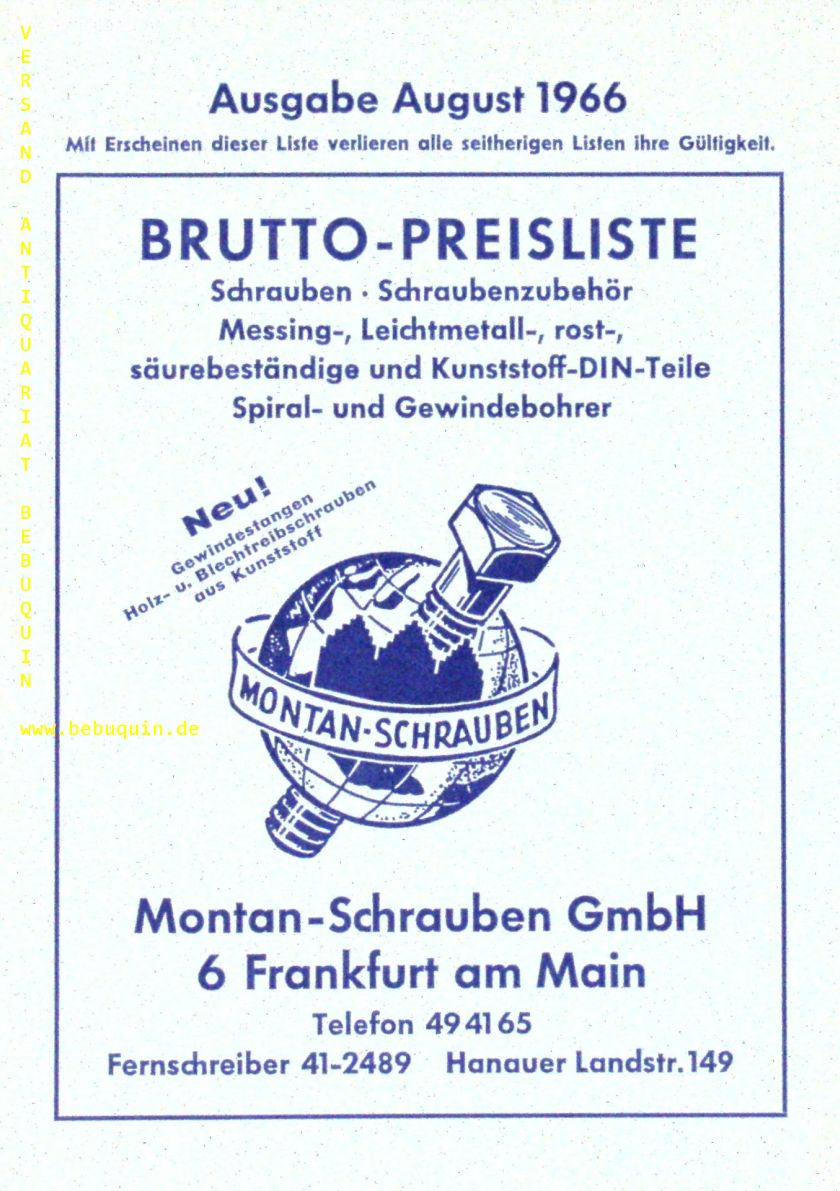 VERSAND ANTIQUARIAT BEBUQUIN
www.bebuquin.de
Ausgabe August 1966
Mit Erscheinen dieser Liste verlieren alle seitherigen Listen ihre Gültigkeit.
BRUTTO-PREISLISTE
Schrauben · Schraubenzubehör
Messing-, Leichtmetall-, rost-,
säurebeständige und Kunststoff-DIN-Teile
Spiral- und Gewindebohrer
Neu!
Gewindestangen
Holz- u. Blechtreibschrauben
aus Kunststoff
MONTAN-SCHRAUBEN
Montan-Schrauben GmbH
6 Frankfurt am Main
Telefon 494165
Fernschreiber 41-2489 Hanauer Landstr. 149